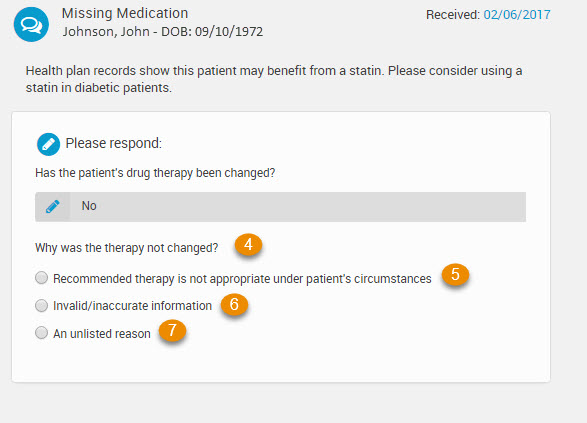 Missing Medication
Received: 02/06/2017
Johnson, John - DOB: 09/10/1972
Health plan records show this patient may benefit from a statin. Please consider using a
statin in diabetic patients.
Please respond:
Has the patient's drug therapy been changed?
No
Why was the therapy not changed? 4
Recommended therapy is not appropriate under patient's circumstances 5
Invalid/inaccurate information 6
An unlisted reason 7